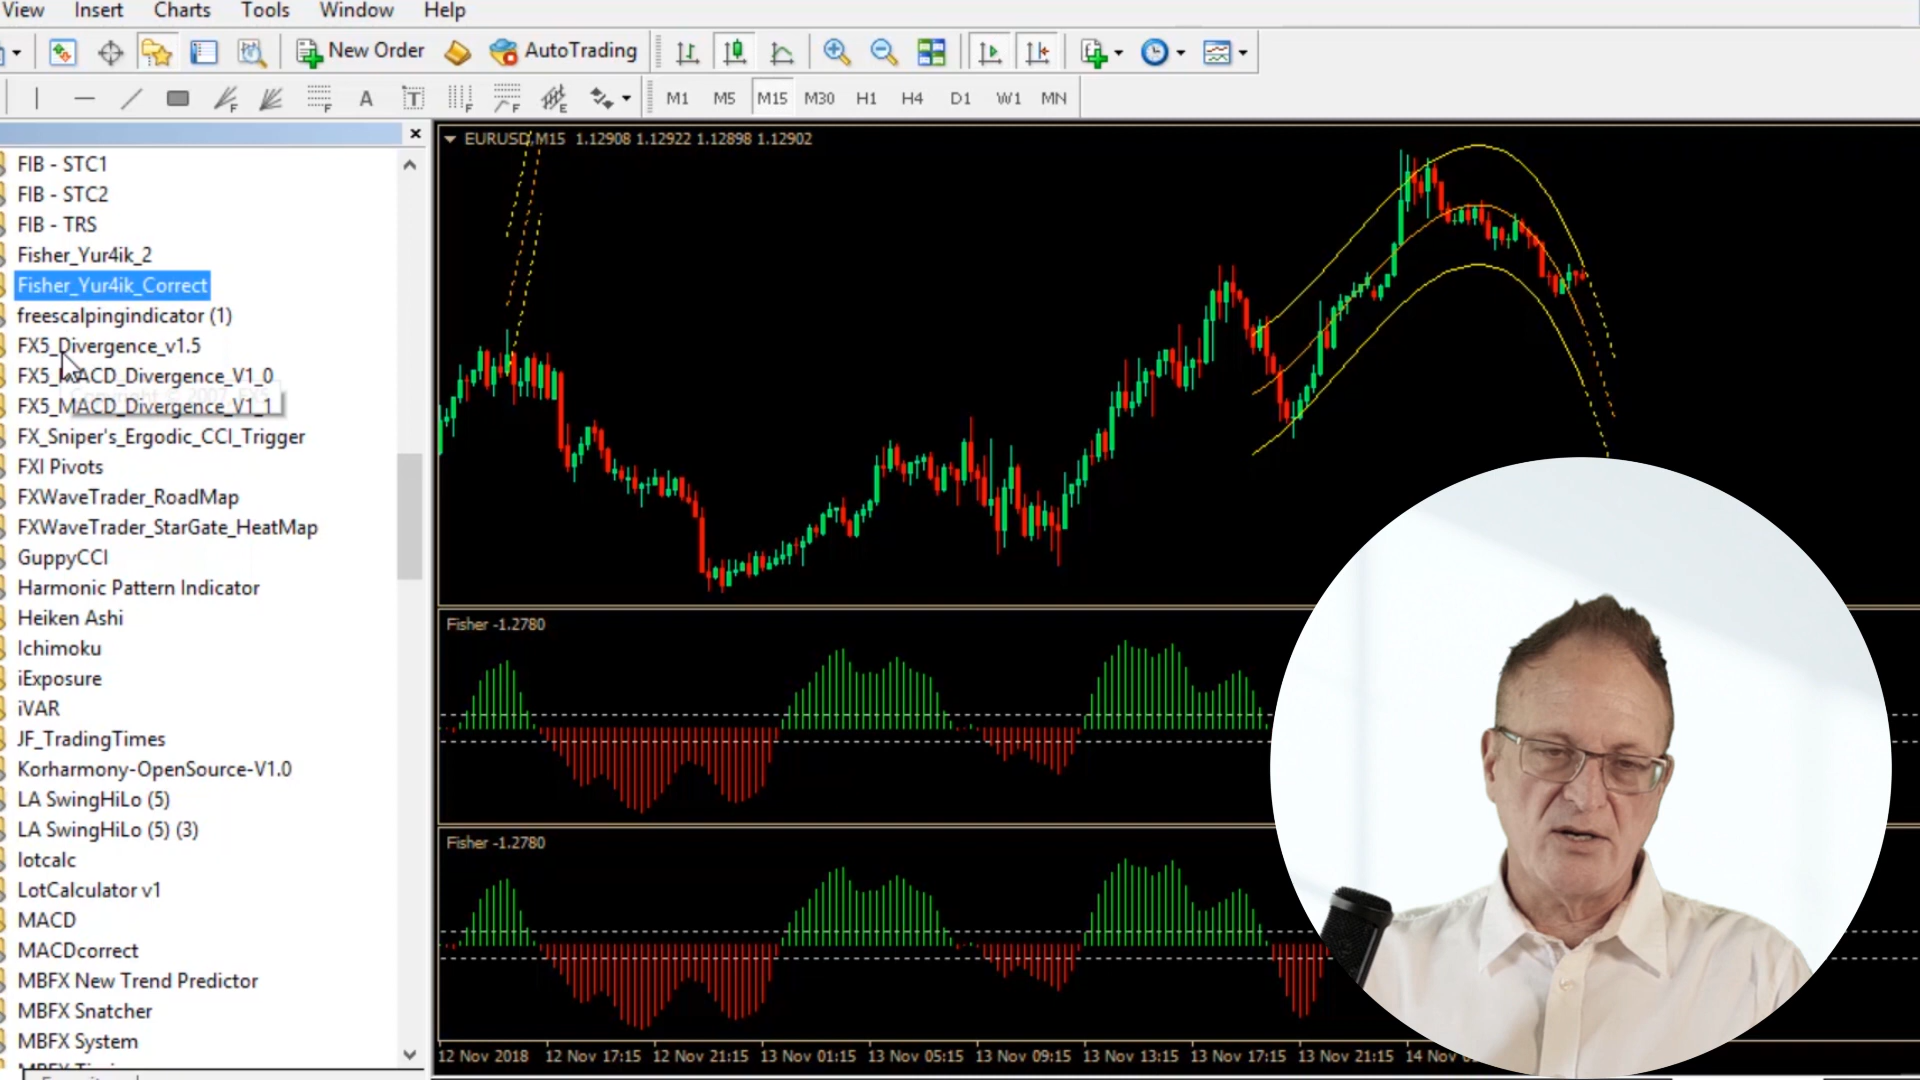 View Insert Charts Tools Window Help
New Order AutoTrading
F F F A T F F E M1 M5 M15 M30 H1 H4 D1 W1 MN
EURUSD,M15 1.12908 1.12922 1.12898 1.12902
FIB - STC1
FIB - STC2
FIB - TRS
Fisher_Yur4ik_2
Fisher_Yur4ik_Correct
freescalpingindicator (1)
FX5_Divergence_v1.5
FX5_MACD_Divergence_V1_0
FX5_MACD_Divergence_V1_1
FX_Sniper's_Ergodic_CCI_Trigger
FXI Pivots
FXWaveTrader_RoadMap
FXWaveTrader_StarGate_HeatMap
GuppyCCI
Harmonic Pattern Indicator
Heiken Ashi
Ichimoku
iExposure
iVAR
JF_TradingTimes
Korharmony-OpenSource-V1.0
LA SwingHiLo (5)
LA SwingHiLo (5) (3)
lotcalc
LotCalculator v1
MACD
MACDcorrect
MBFX New Trend Predictor
MBFX Snatcher
MBFX System
Fisher -1.2780
Fisher -1.2780
12 Nov 2018 12 Nov 17:15 12 Nov 21:15 13 Nov 01:15 13 Nov 05:15 13 Nov 09:15 13 Nov 13:15 13 Nov 17:15 13 Nov 21:15 14 Nov